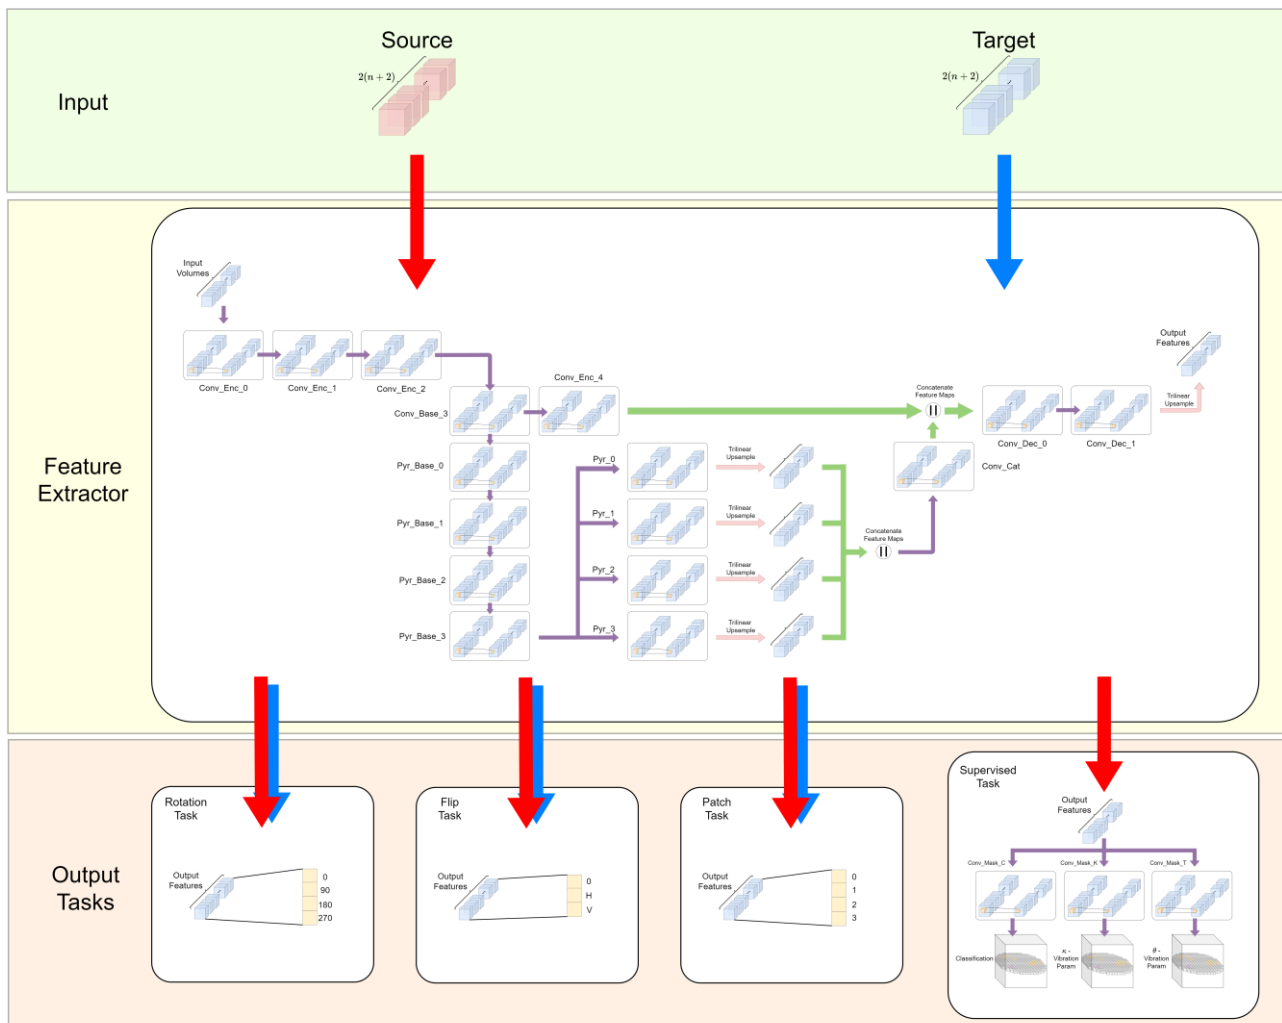 Source
Target
2(n + 2)
2(n + 2)
Input
Input
Volumes
Conv_Enc_0
Conv_Enc_1
Conv_Enc_2
Conv_Enc_4
Conv_Base_3
Concatenate
Feature Maps
||
Conv_Dec_0
Conv_Dec_1
Trilinear
Upsample
Output
Features
Pyr_Base_0
Pyr_0
Trilinear
Upsample
Conv_Cat
Pyr_Base_1
Pyr_1
Trilinear
Upsample
Concatenate
Feature Maps
||
Pyr_Base_2
Pyr_2
Trilinear
Upsample
Pyr_Base_3
Pyr_3
Trilinear
Upsample
Feature
Extractor
Output
Tasks
Rotation
Task
Output
Features
0
90
180
270
Flip
Task
Output
Features
0
H
V
Patch
Task
Output
Features
0
1
2
3
Supervised
Task
Output
Features
Conv_Mask_C
Conv_Mask_K
Conv_Mask_T
Classification
κ -
Vibration
Param
θ -
Vibration
Param